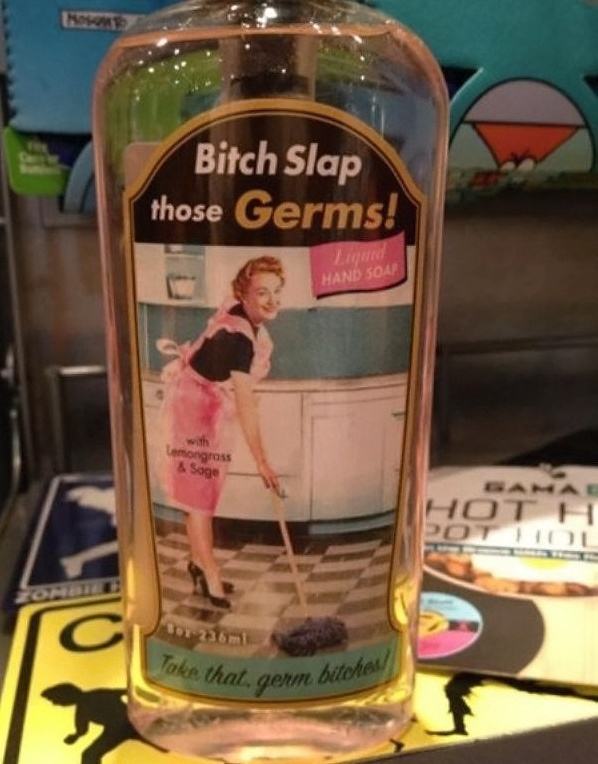 Bitch Slap
those Germs!
Liquid
HAND SOAP
with
Lemongrass
& Sage
8oz 236ml
Take that, germ bitches!
ZOMBIE
C
GAMA
HOT H
POT HOL